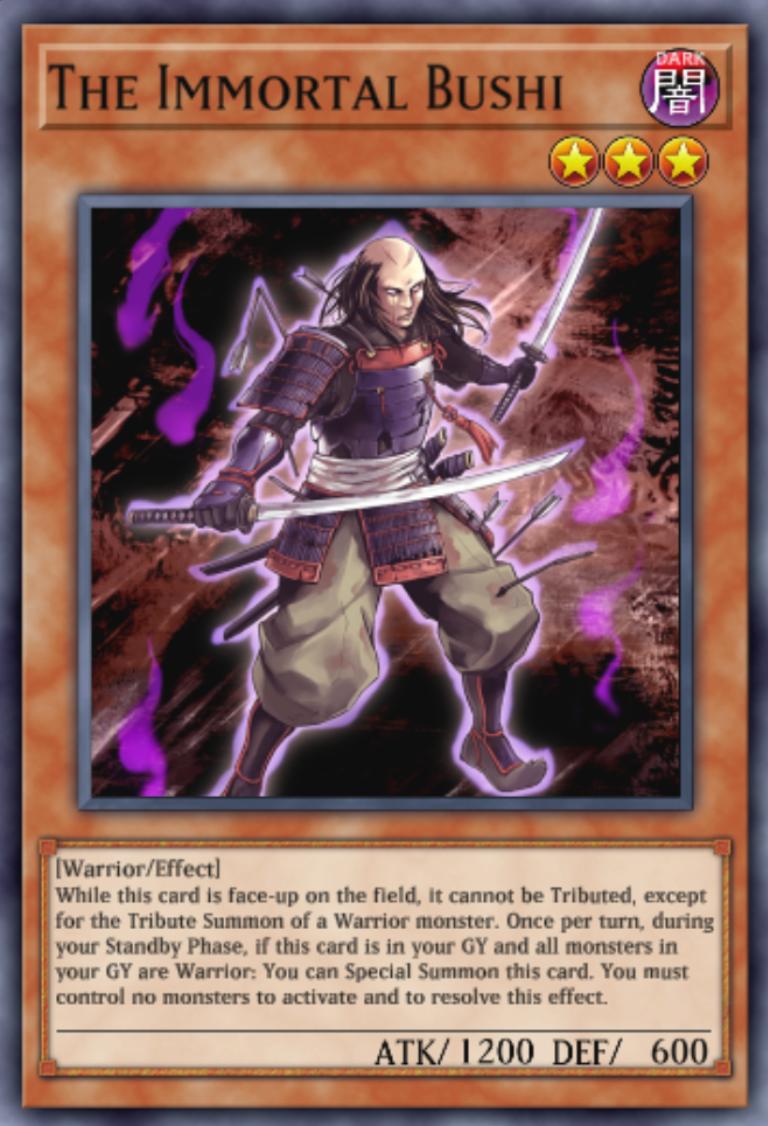 THE IMMORTAL BUSHI
DARK
闇
[Warrior/Effect]
While this card is face-up on the field, it cannot be Tributed, except
for the Tribute Summon of a Warrior monster. Once per turn, during
your Standby Phase, if this card is in your GY and all monsters in
your GY are Warrior: You can Special Summon this card. You must
control no monsters to activate and to resolve this effect.
ATK/ 1200 DEF/ 600